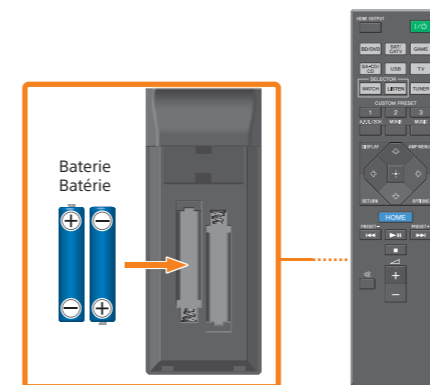 Baterie
Batérie
HDMI OUTPUT
I/⏻
BD/DVD
SAT/
CATV
GAME
SA-CD/
CD
USB
TV
SELECTOR
WATCH LISTEN TUNER
CUSTOM PRESET
1 2 3
A.F.D./2CH MOVIE MUSIC
DISPLAY AMP MENU
RETURN OPTIONS
HOME
PRESET– PRESET+
+
–